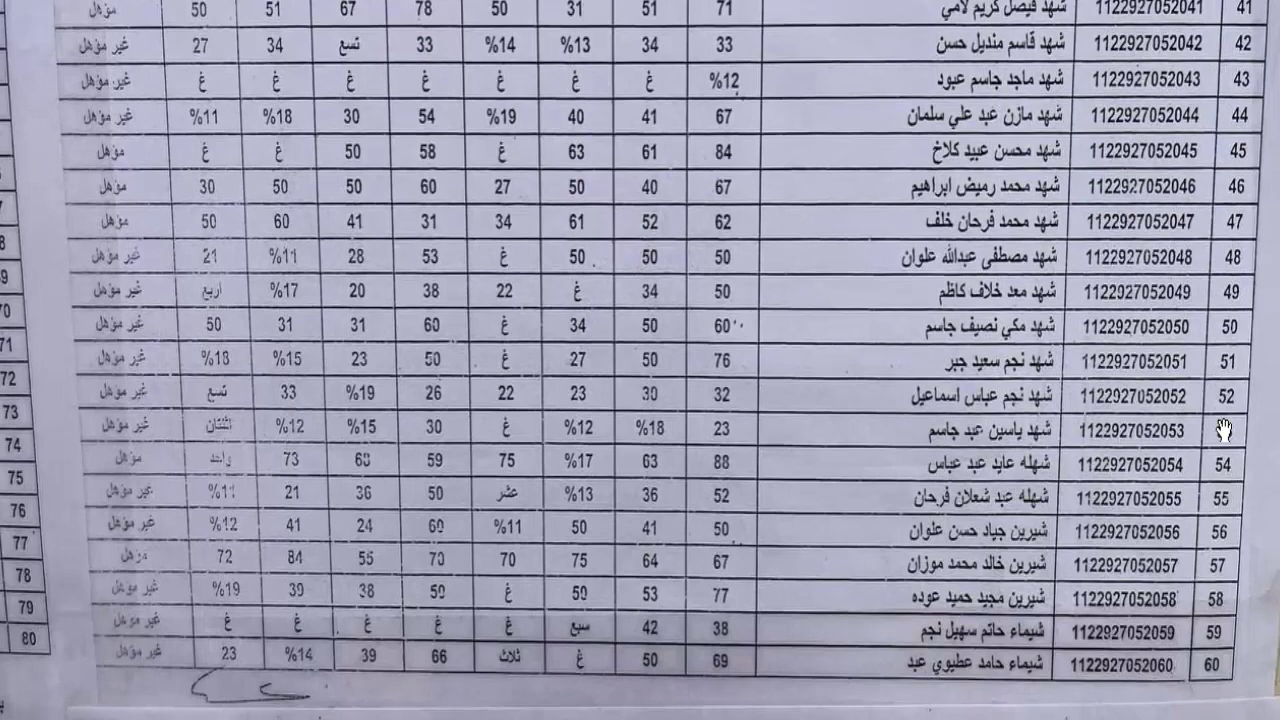 41 1122927052041 شهد فيصل كريم لامي 71 51 31 50 78 67 51 50 مؤهل
42 1122927052042 شهد قاسم منديل حسن 33 34 %13 %14 33 تسع 34 27 غير مؤهل
43 1122927052043 شهد ماجد جاسم عبود %12 غ غ غ غ غ غ غ غير مؤهل
44 1122927052044 شهد مازن عبد علي سلمان 67 41 40 %19 54 30 %18 %11 غير مؤهل
45 1122927052045 شهد محسن عبيد كلاخ 84 61 63 غ 58 50 غ غ مؤهل
46 1122927052046 شهد محمد رميض ابراهيم 67 40 50 27 60 50 50 30 مؤهل
47 1122927052047 شهد محمد فرحان خلف 62 52 61 34 31 41 60 50 مؤهل
48 1122927052048 شهد مصطفى عبدالله علوان 50 50 50 غ 53 28 %11 21 غير مؤهل
49 1122927052049 شهد معد خلاف كاظم 50 34 غ 22 38 20 %17 اربع غير مؤهل
50 1122927052050 شهد مكي نصيف جاسم 60 50 34 غ 60 31 31 50 غير مؤهل
51 1122927052051 شهد نجم سعيد جبر 76 50 27 غ 50 23 %15 %18 غير مؤهل
52 1122927052052 شهد نجم عباس اسماعيل 32 30 23 22 26 %19 33 تسع غير مؤهل
1122927052053 شهد ياسين عبد جاسم 23 %18 %12 غ 30 %15 %12 اثنتان غير مؤهل
54 1122927052054 شهله عايد عبد عباس 88 63 %17 75 59 60 73 واحد مؤهل
55 1122927052055 شهله عبد شعلان فرحان 52 36 %13 عشر 50 36 21 %11 غير مؤهل
56 1122927052056 شيرين جياد حسن علوان 50 41 50 %11 60 24 41 %12 غير مؤهل
57 1122927052057 شيرين خالد محمد موزان 67 64 75 70 70 55 84 72 مؤهل
58 1122927052058 شيرين مجيد حميد عوده 77 53 50 غ 50 38 39 %19 غير مؤهل
59 1122927052059 شيماء حاتم سهيل نجم 38 42 سبع غ غ غ غ غ غير مؤهل
60 1122927052060 شيماء حامد عطيوي عبد 69 50 غ ثلاث 66 39 %14 23 غير مؤهل
71
72
73
74
75
76
77
78
79
80